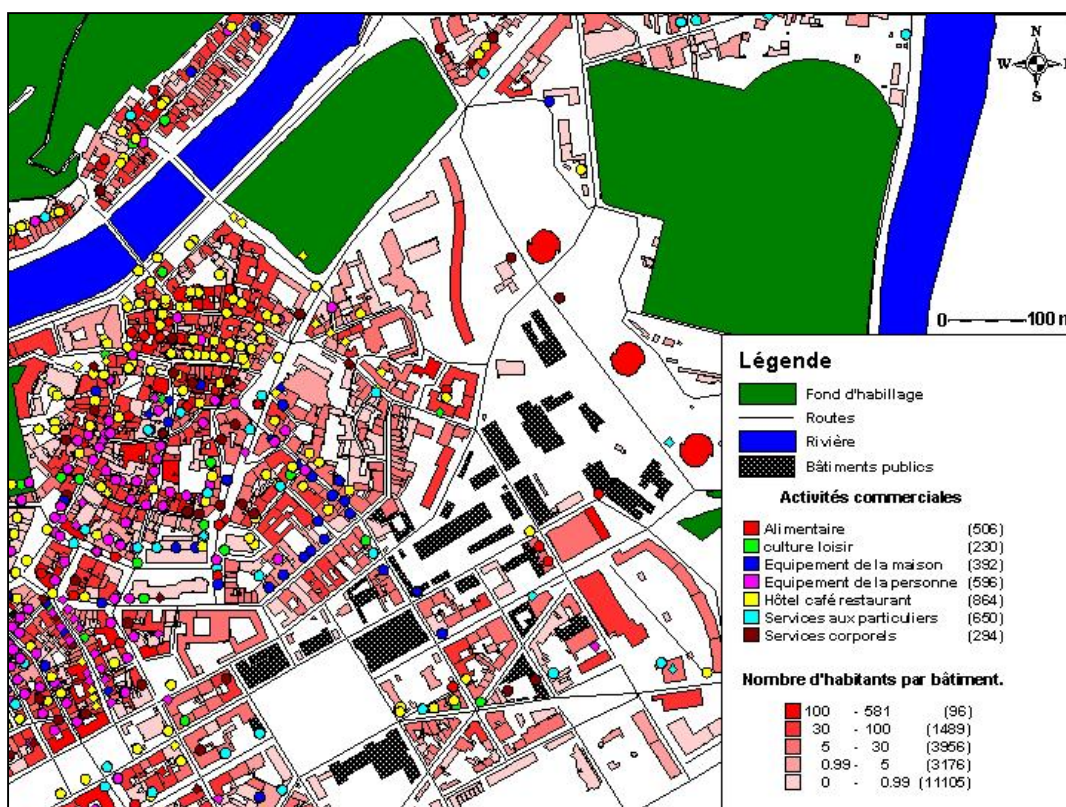 N
W E
S
0 100 m
Légende
Fond d'habillage
Routes
Rivière
Bâtiments publics
Activités commerciales
Alimentaire (506)
culture loisir (230)
Equipement de la maison (392)
Equipement de la personne (596)
Hôtel café restaurant (864)
Services aux particuliers (650)
Services corporels (294)
Nombre d'habitants par bâtiment.
100 - 581 (96)
30 - 100 (1489)
5 - 30 (3956)
0.99 - 5 (3176)
0 - 0.99 (11105)